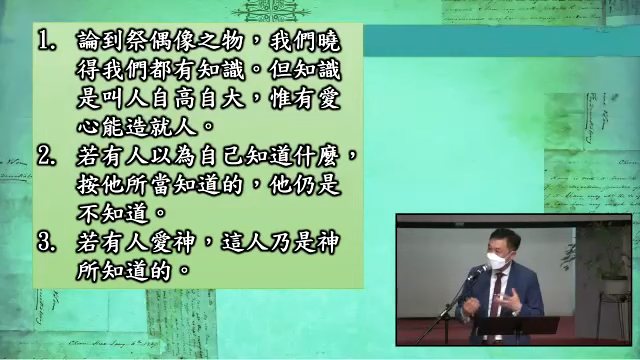 1. 論到祭偶像之物，我們曉
得我們都有知識。但知識
是叫人自高自大，惟有愛
心能造就人。
2. 若有人以為自己知道什麼，
按他所當知道的，他仍是
不知道。
3. 若有人愛神，這人乃是神
所知道的。